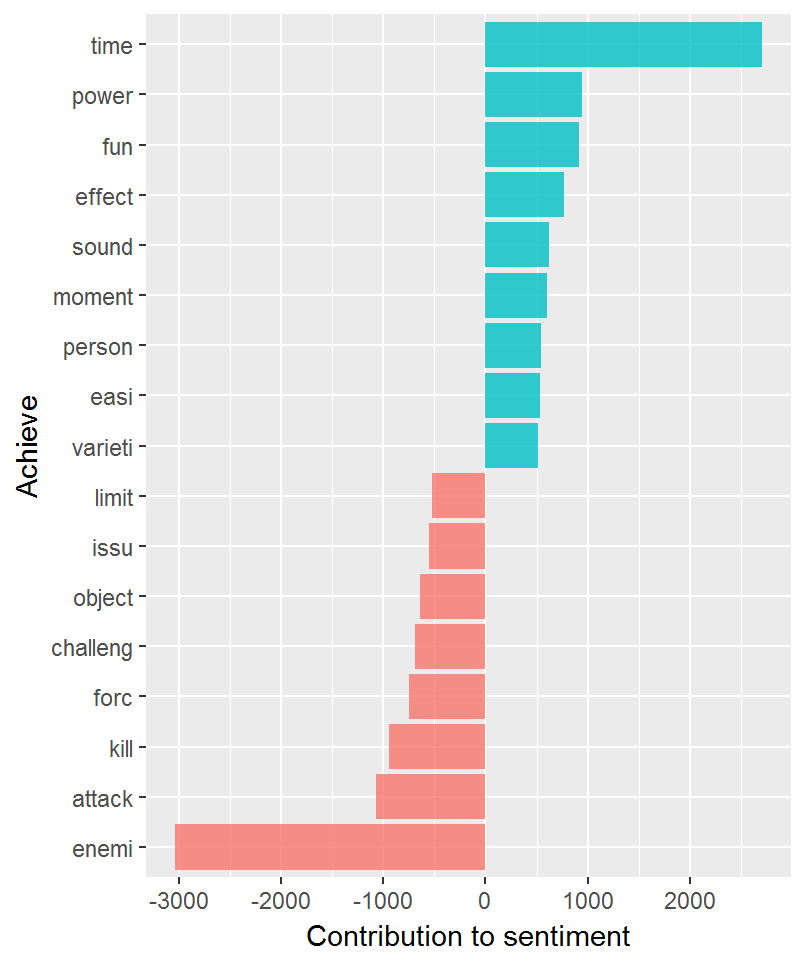 time
power
fun
effect
sound
moment
person
easi
varieti
limit
issu
object
challeng
forc
kill
attack
enemi
Achieve
-3000 -2000 -1000 0 1000 2000
Contribution to sentiment